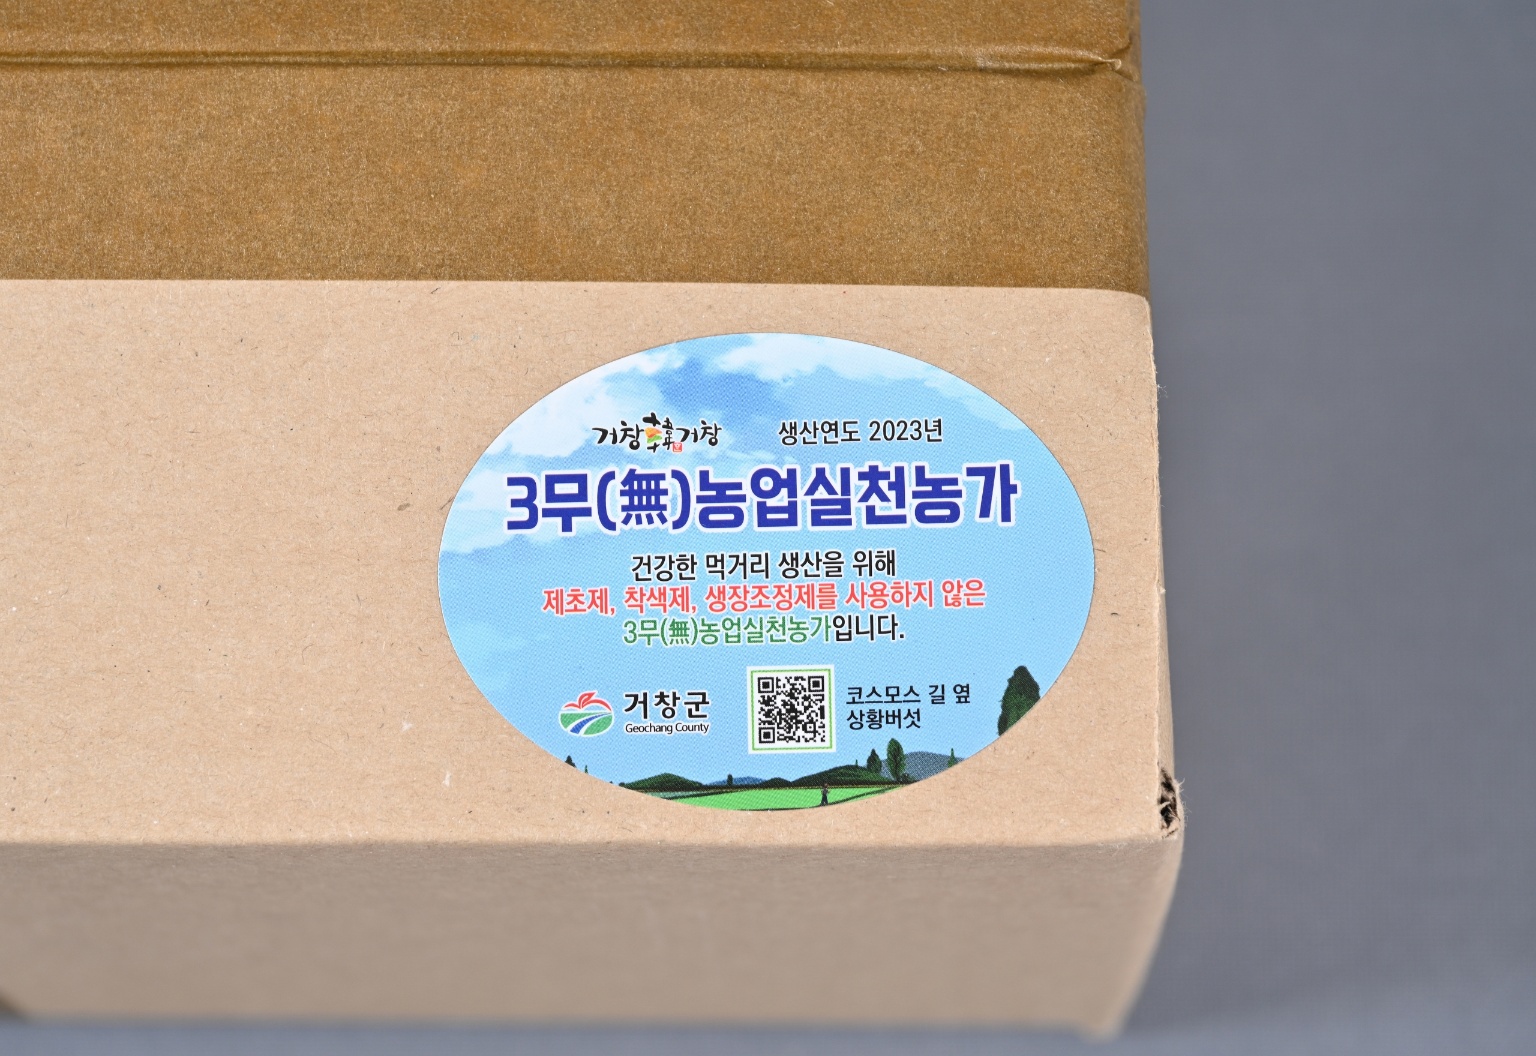 거창韓거창 생산연도 2023년
3무(無)농업실천농가
건강한 먹거리 생산을 위해
제초제, 착색제, 생장조정제를 사용하지 않은
3무(無)농업실천농가입니다.
거창군
Geochang County
코스모스 길 옆
상황버섯